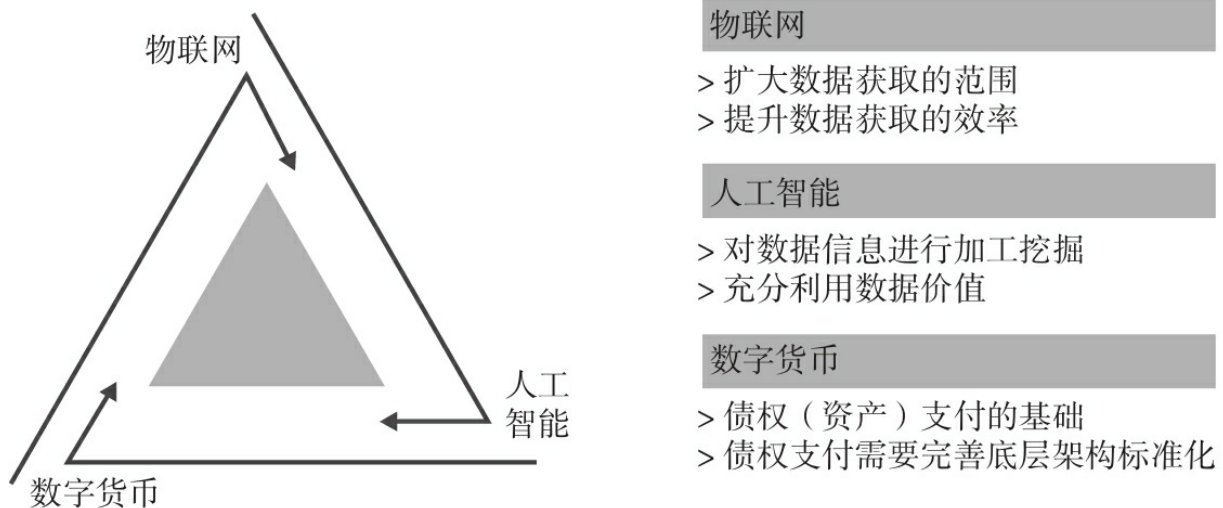 物联网
人工
智能
数字货币
物联网
> 扩大数据获取的范围
> 提升数据获取的效率
人工智能
> 对数据信息进行加工挖掘
> 充分利用数据价值
数字货币
> 债权（资产）支付的基础
> 债权支付需要完善底层架构标准化